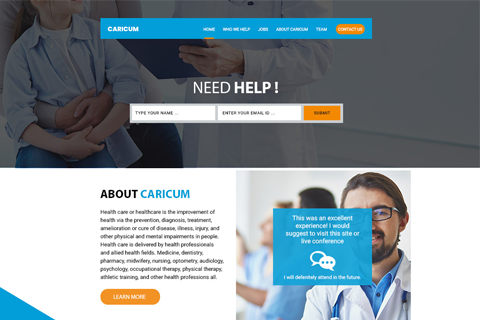 CARICUM
HOME WHO WE HELP JOBS ABOUT CARICUM TEAM CONTACT US
NEED HELP !
TYPE YOUR NAME ... ENTER YOUR EMAIL ID ... SUBMIT
ABOUT CARICUM
Health care or healthcare is the improvement of
health via the prevention, diagnosis, treatment,
amelioration or cure of disease, illness, injury, and
other physical and mental impairments in people.
Health care is delivered by health professionals
and allied health fields. Medicine, dentistry,
pharmacy, midwifery, nursing, optometry, audiology,
psychology, occupational therapy, physical therapy,
athletic training, and other health professions all.
LEARN MORE
This was an excellent
experience! I would
suggest to visit this site or
live conference
I will defenitely attend in the future.